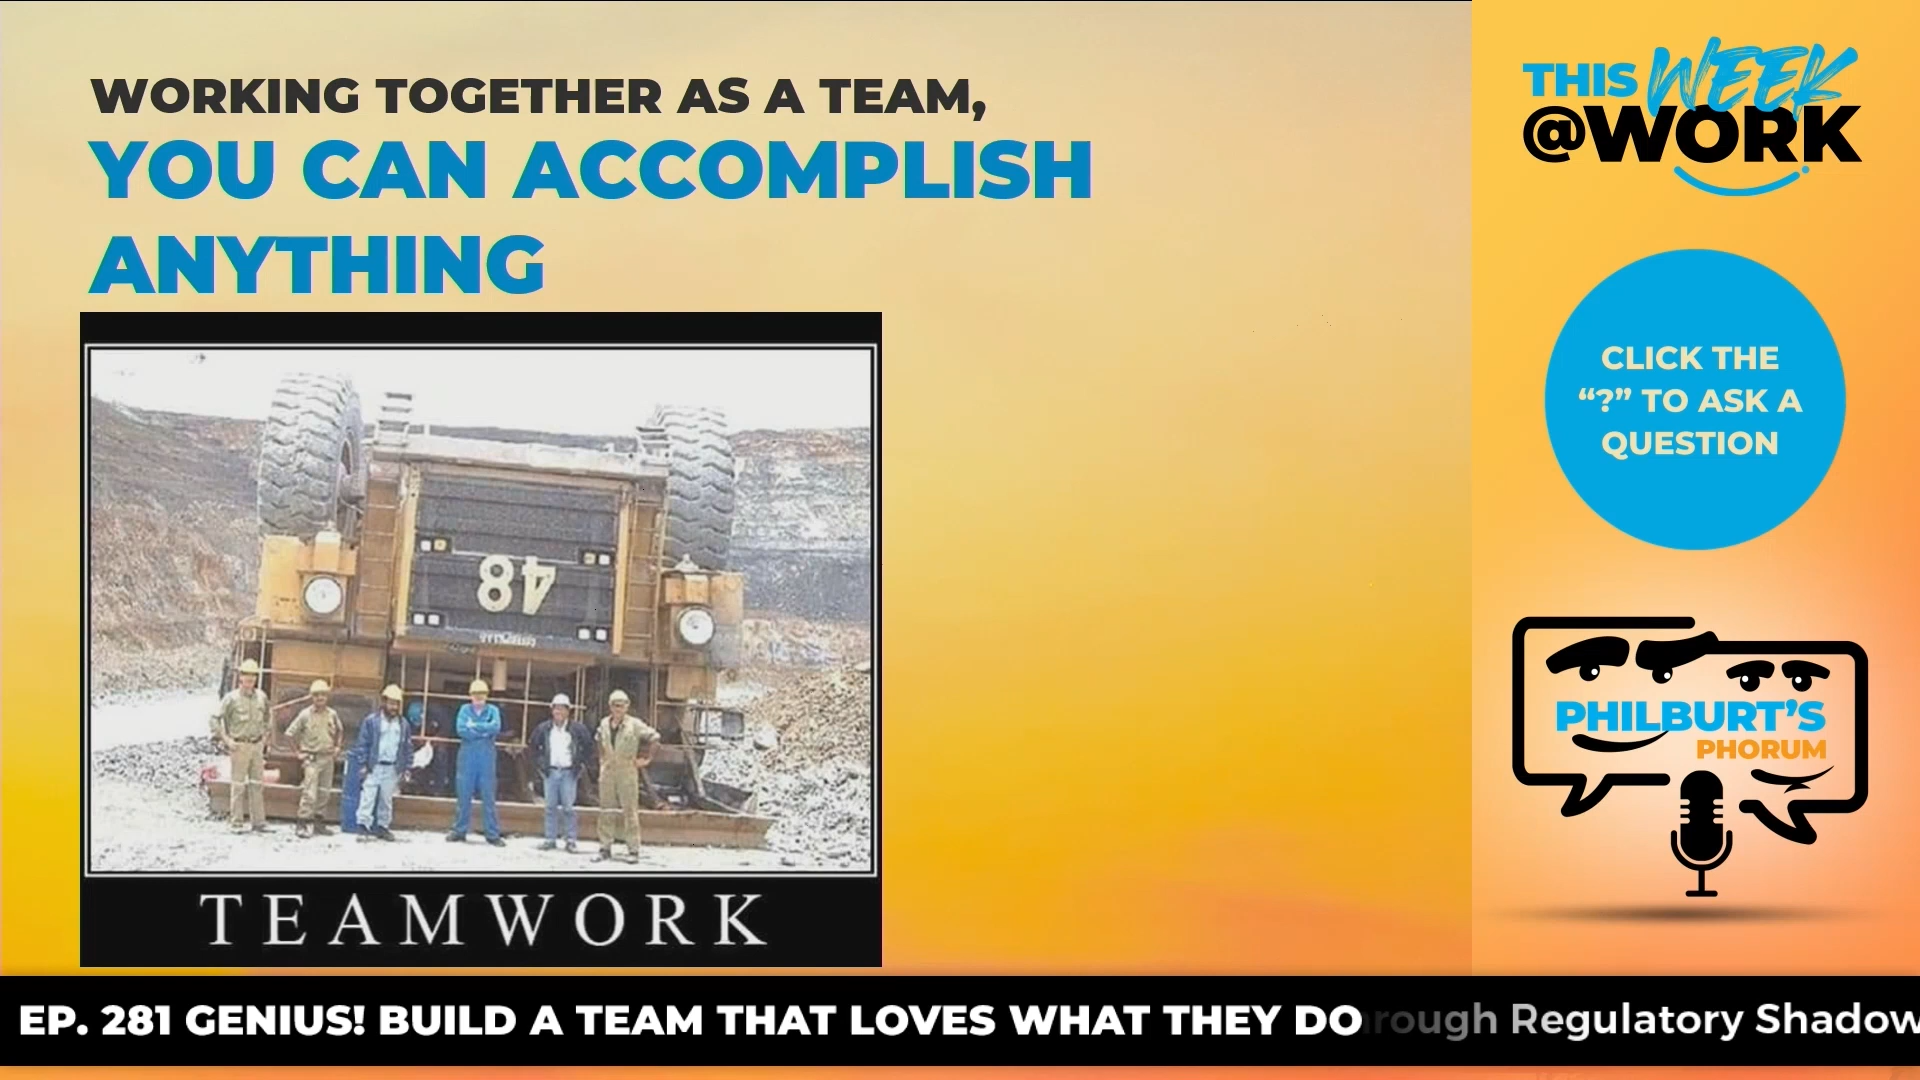 WORKING TOGETHER AS A TEAM,
YOU CAN ACCOMPLISH
ANYTHING
48
TEAMWORK
THIS WEEK
@WORK
CLICK THE
“?” TO ASK A
QUESTION
PHILBURT’S
PHORUM
EP. 281 GENIUS! BUILD A TEAM THAT LOVES WHAT THEY DO rough Regulatory Shadow